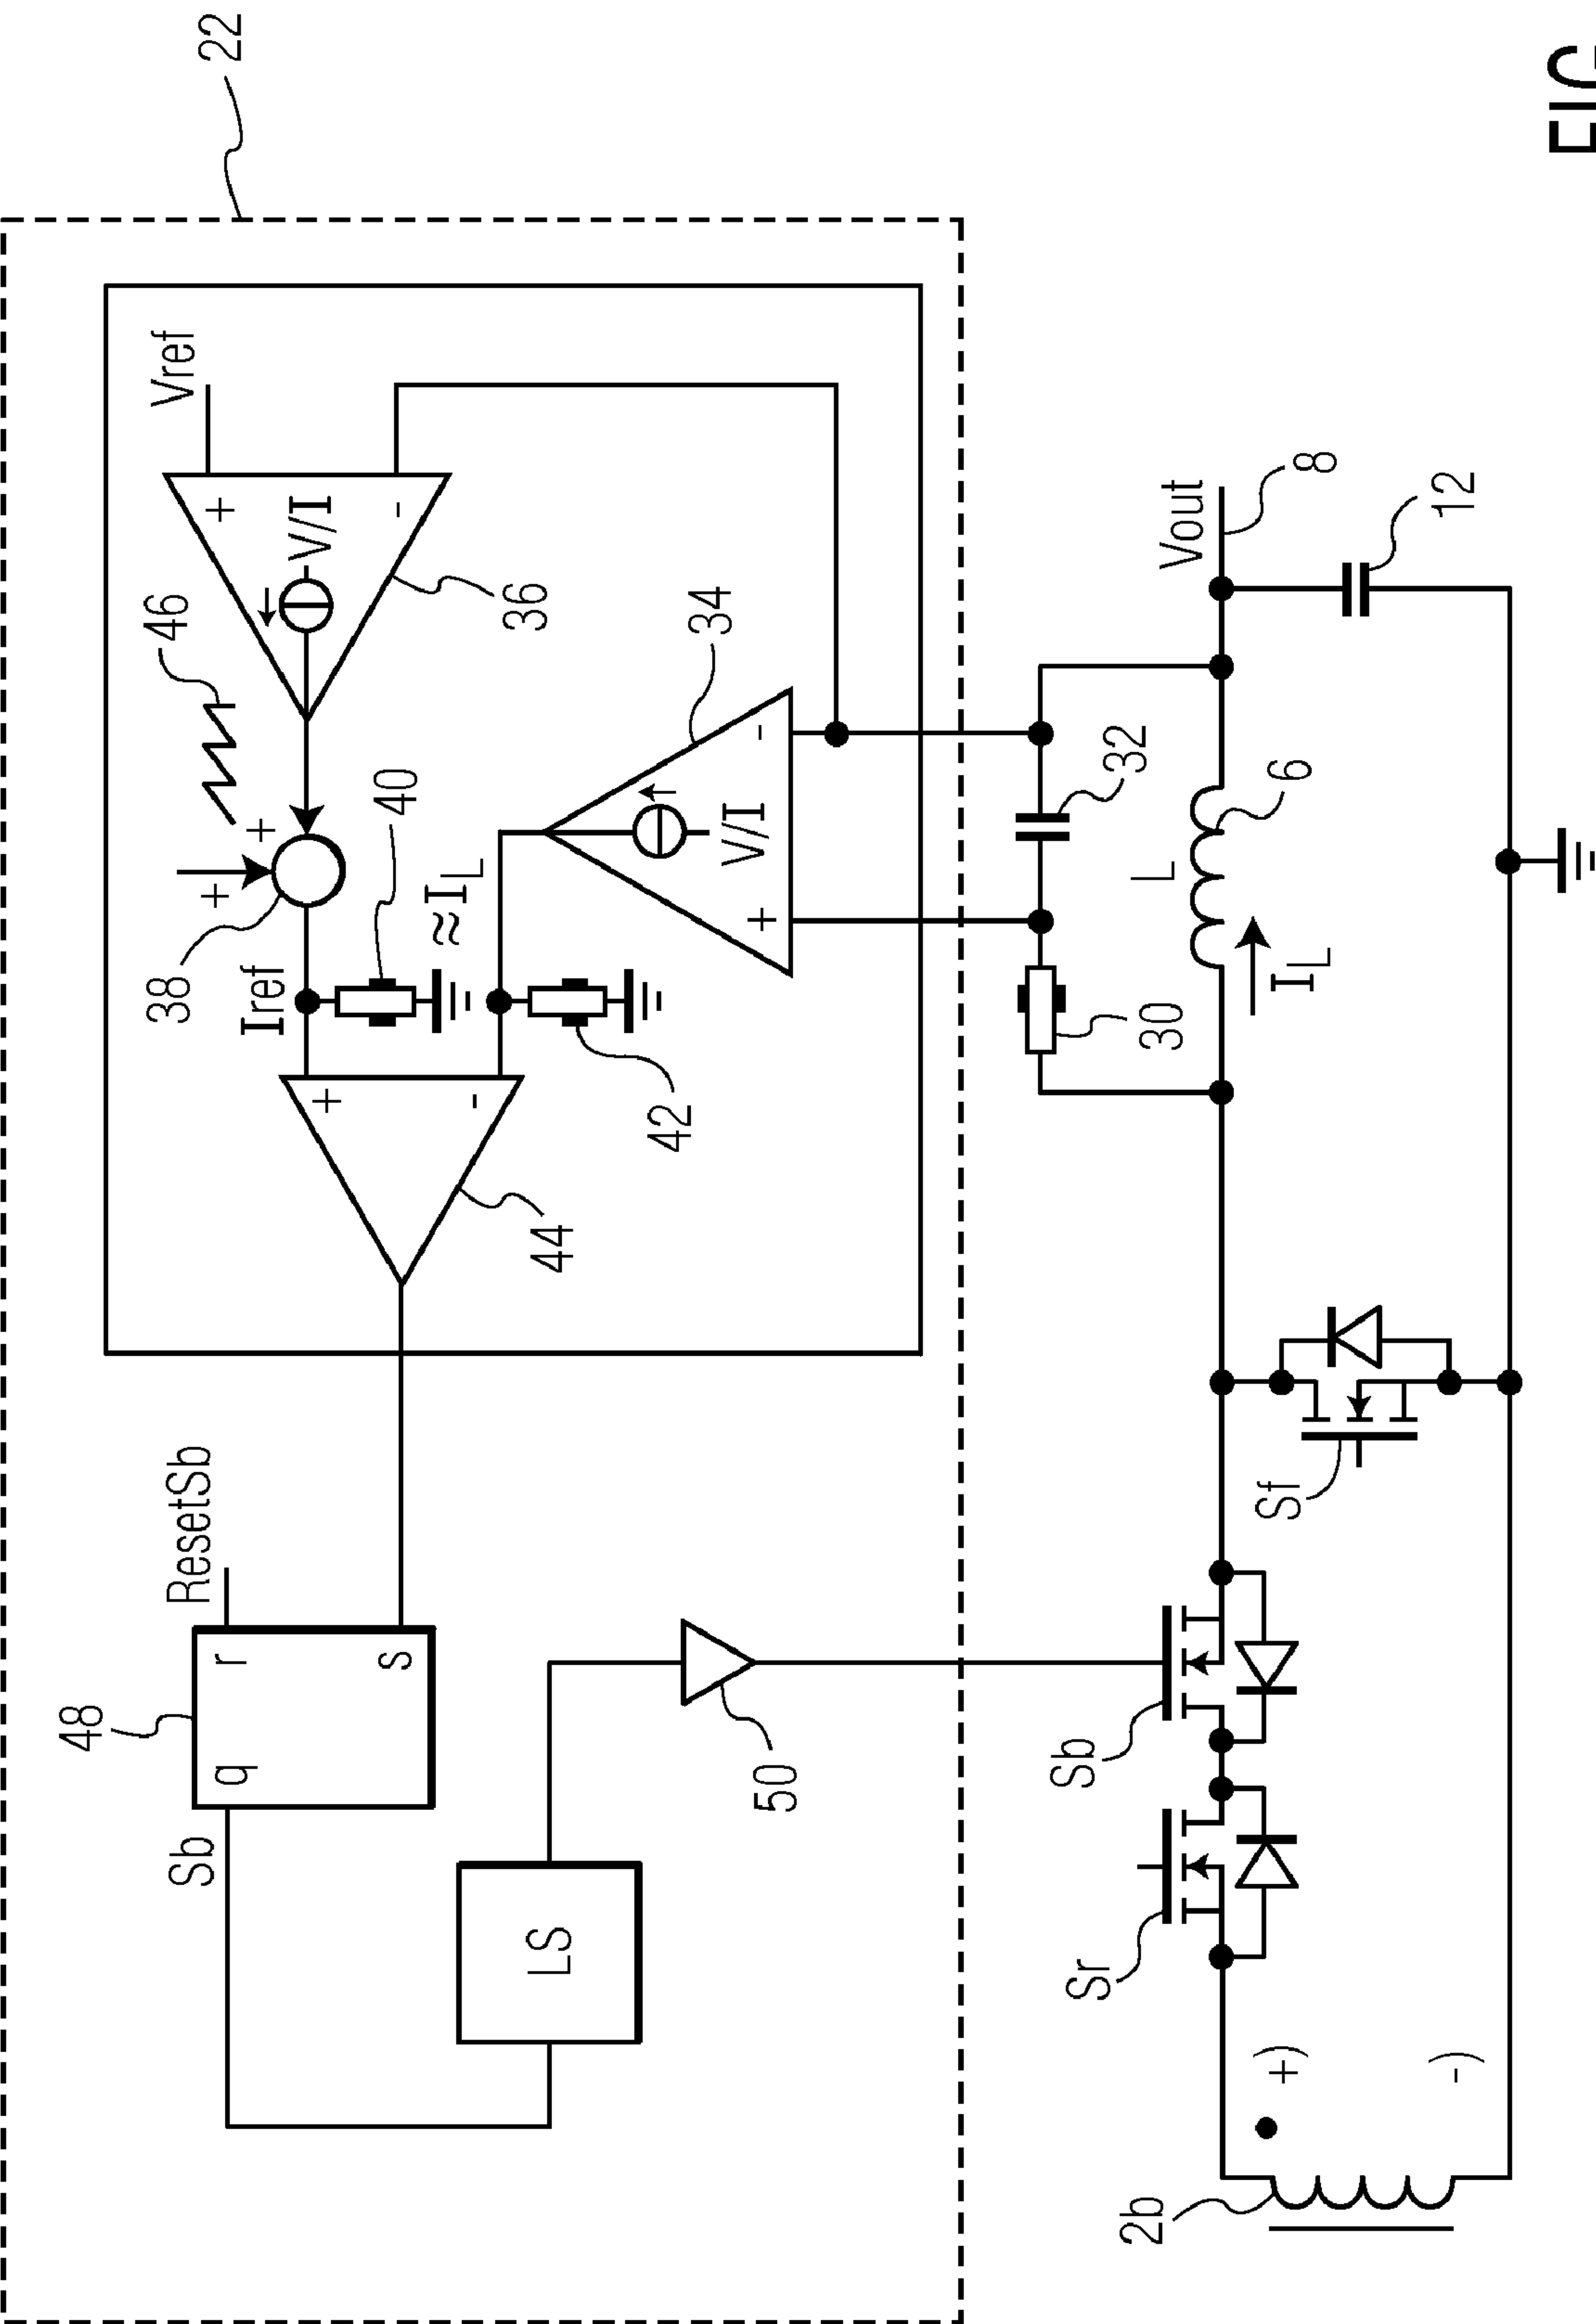 22
Vref
+
V/I
-
36
46
+
+
38
Iref
40
≈IL
34
-
V/I
+
42
+
-
44
ResetSb
r
s
q
48
Sb
LS
50
Vout
8
12
32
L
6
30
IL
Sf
Sb
Sr
+)
-)
2b
FIG